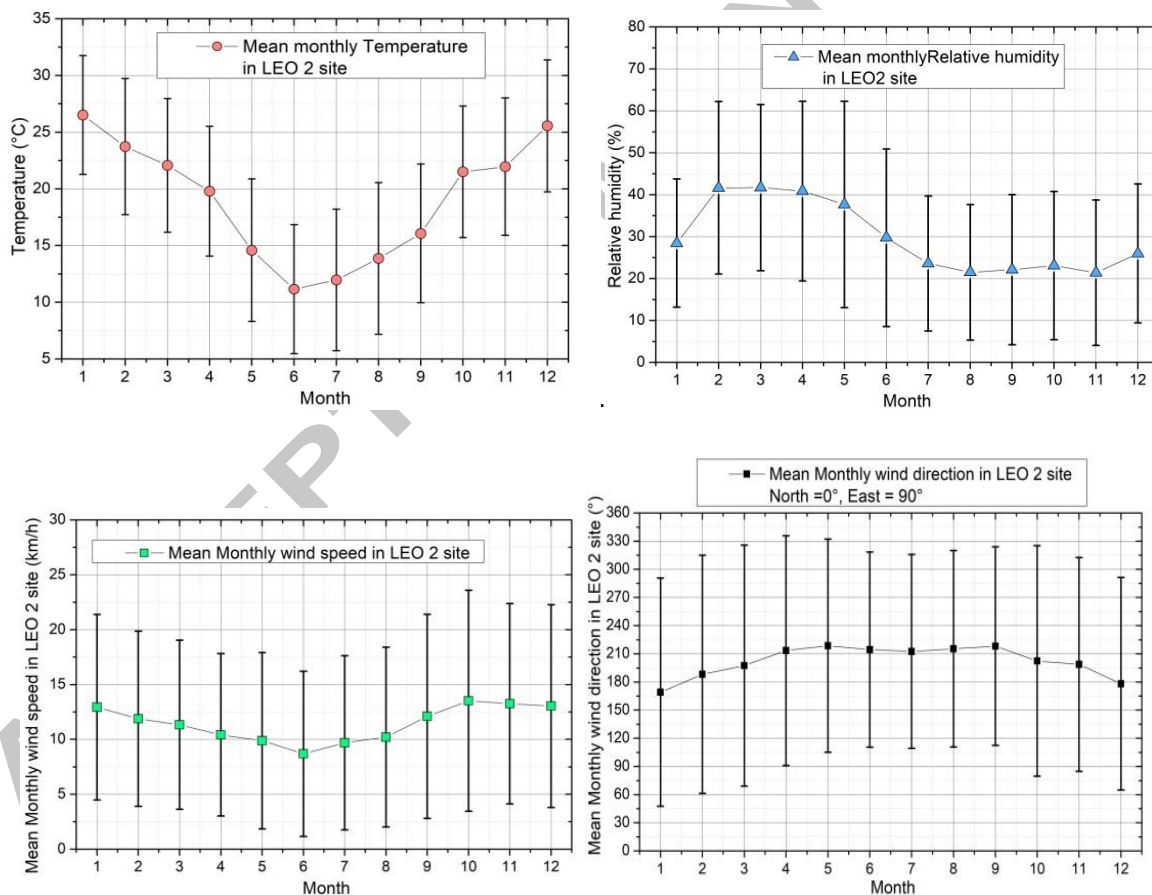 Mean monthly Temperature
in LEO 2 site
Temperature (°C)
35
30
25
20
15
10
5
1 2 3 4 5 6 7 8 9 10 11 12
Month
Mean monthlyRelative humidity
in LEO2 site
Relative humidity (%)
80
70
60
50
40
30
20
10
0
1 2 3 4 5 6 7 8 9 10 11 12
Month
.
Mean Monthly wind speed in LEO 2 site
Mean Monthly wind speed in LEO 2 site (km/h)
30
25
20
15
10
5
0
1 2 3 4 5 6 7 8 9 10 11 12
Month
Mean Monthly wind direction in LEO 2 site
North =0°, East = 90°
Mean Monthly wind direction in LEO 2 site (°)
360
330
300
270
240
210
180
150
120
90
60
30
0
1 2 3 4 5 6 7 8 9 10 11 12
Month